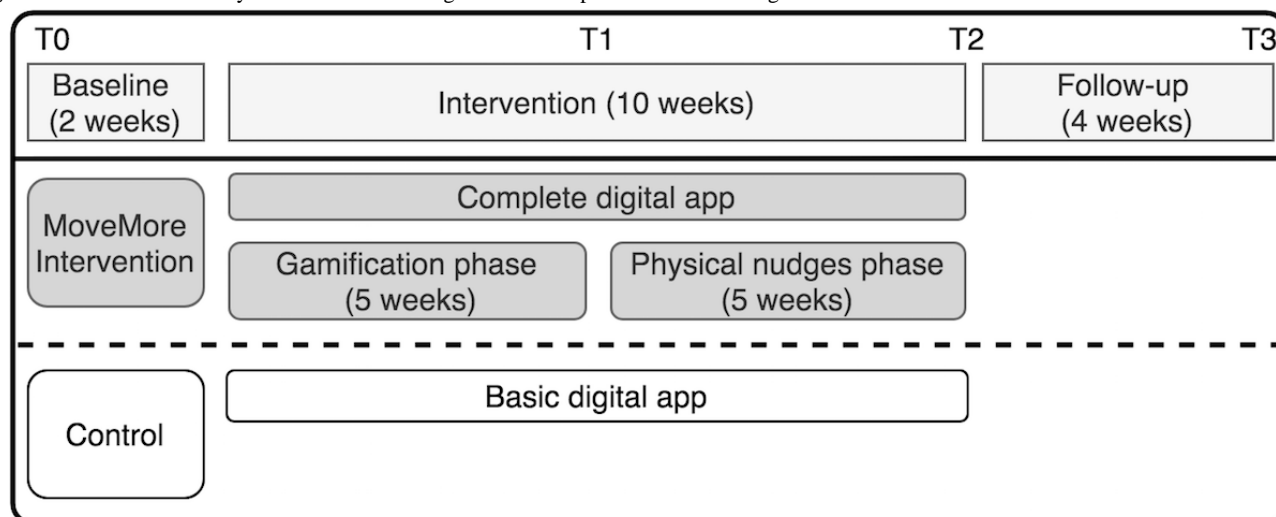 T0 T1 T2 T3
Baseline
(2 weeks)
Intervention (10 weeks)
Follow-up
(4 weeks)
MoveMore
Intervention
Complete digital app
Gamification phase
(5 weeks)
Physical nudges phase
(5 weeks)
Control
Basic digital app